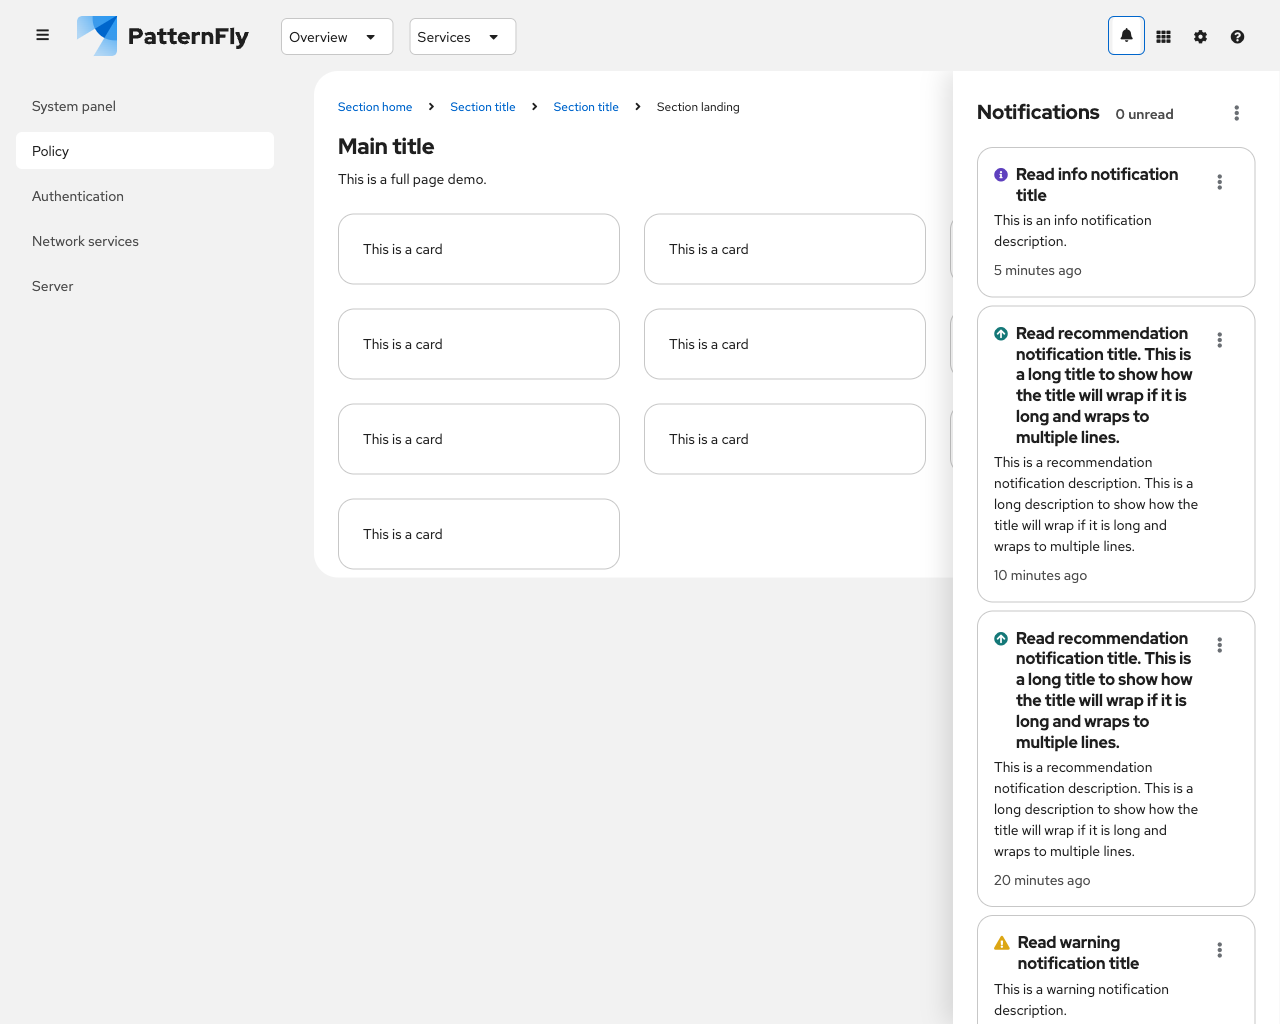 PatternFly
Overview
Services
System panel
Policy
Authentication
Network services
Server
Section home
Section title
Section title
Section landing
Main title
This is a full page demo.
This is a card
This is a card
This is a card
This is a card
This is a card
This is a card
This is a card
Notifications
0 unread
Read info notification
title
This is an info notification
description.
5 minutes ago
Read recommendation
notification title. This is
a long title to show how
the title will wrap if it is
long and wraps to
multiple lines.
This is a recommendation
notification description. This is a
long description to show how the
title will wrap if it is long and
wraps to multiple lines.
10 minutes ago
Read recommendation
notification title. This is
a long title to show how
the title will wrap if it is
long and wraps to
multiple lines.
This is a recommendation
notification description. This is a
long description to show how the
title will wrap if it is long and
wraps to multiple lines.
20 minutes ago
Read warning
notification title
This is a warning notification
description.